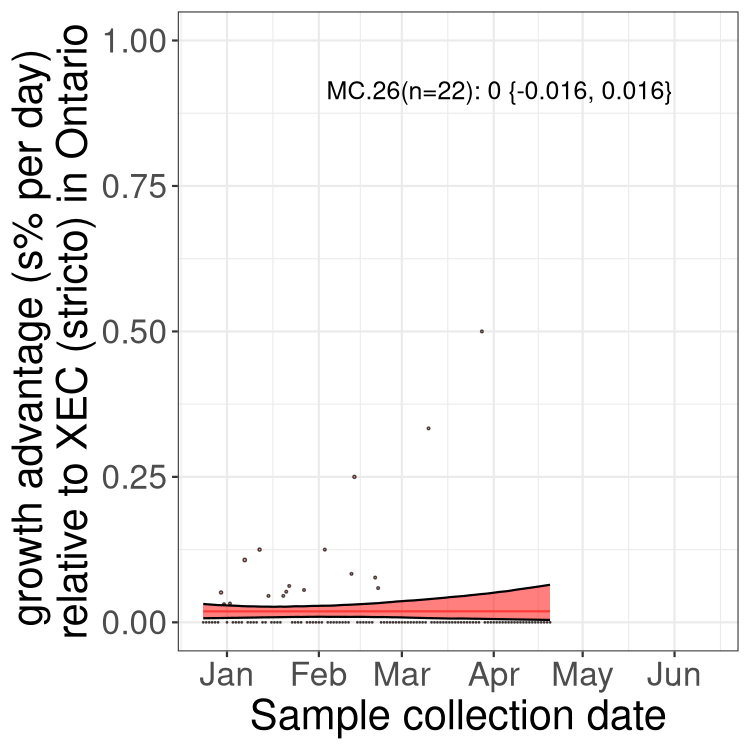 growth advantage (s% per day)
relative to XEC (stricto) in Ontario
1.00
0.75
0.50
0.25
0.00
MC.26(n=22): 0 {-0.016, 0.016}
Jan Feb Mar Apr May Jun
Sample collection date